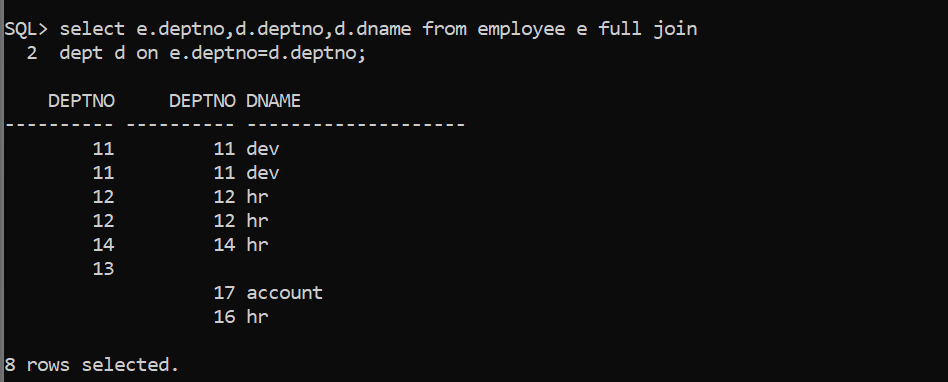 SQL> select e.deptno,d.deptno,d.dname from employee e full join
  2  dept d on e.deptno=d.deptno;

    DEPTNO     DEPTNO DNAME
---------- ---------- --------------------
        11         11 dev
        11         11 dev
        12         12 hr
        12         12 hr
        14         14 hr
        13
                   17 account
                   16 hr

8 rows selected.